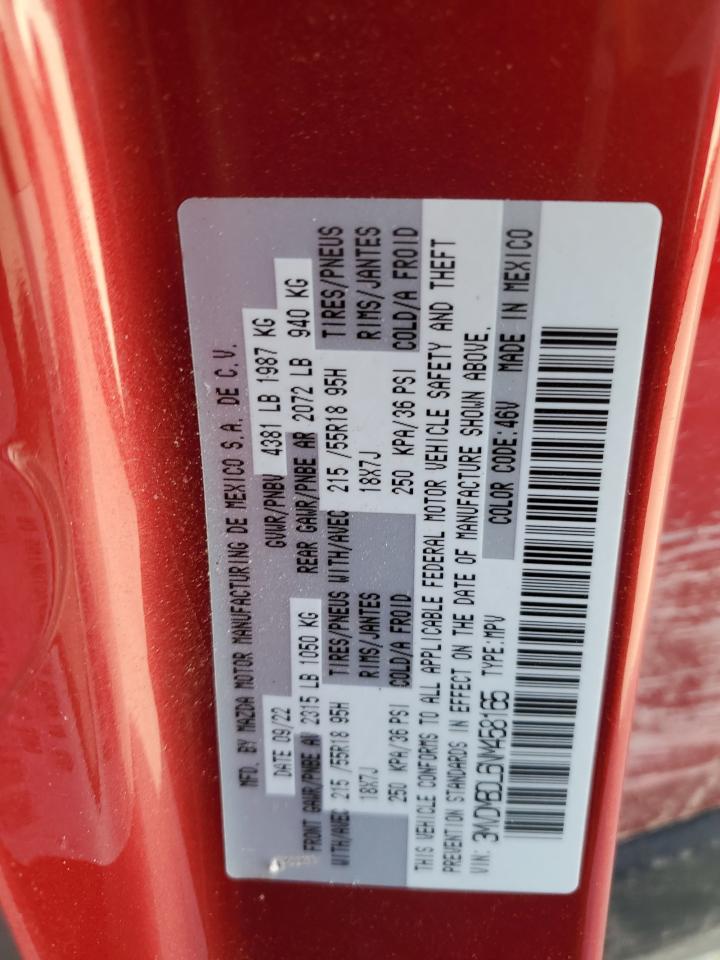 MFD. BY MAZDA MOTOR MANUFACTURING DE MEXICO S.A. DE C.V.
DATE 09/22 GVWR/PNBV 4381 LB 1987 KG
FRONT GAWR/PNBE AV 2315 LB 1050 KG REAR GAWR/PNBE AR 2072 LB 940 KG
WITH/AVEC 215 /55R18 95H TIRES/PNEUS WITH/AVEC 215 /55R18 95H TIRES/PNEUS
18X7J RIMS/JANTES 18X7J RIMS/JANTES
250 KPA/36 PSI COLD/A FROID 250 KPA/36 PSI COLD/A FROID
THIS VEHICLE CONFORMS TO ALL APPLICABLE FEDERAL MOTOR VEHICLE SAFETY AND THEFT
PREVENTION STANDARDS IN EFFECT ON THE DATE OF MANUFACTURE SHOWN ABOVE.
VIN: 3MVDMBDL6NM458165 TYPE:MPV COLOR CODE:46V MADE IN MEXICO